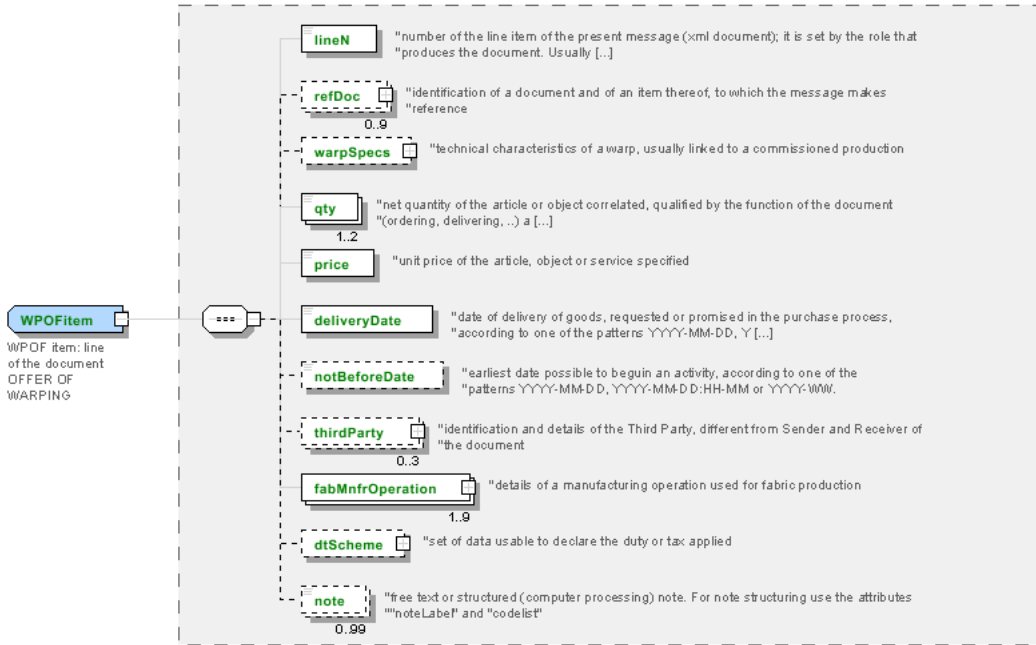 lineN
"number of the line item of the present message (xml document); it is set by the role that
"produces the document. Usually [...]
refDoc
"identification of a document and of an item thereof, to which the message makes
"reference
0..9
warpSpecs
"technical characteristics of a warp, usually linked to a commissioned production
qty
"net quantity of the article or object correlated, qualified by the function of the document
"(ordering, delivering, ..) a [...]
1..2
price
"unit price of the article, object or service specified
WPOFitem
WPOF item: line
of the document
OFFER OF
WARPING
deliveryDate
"date of delivery of goods, requested or promised in the purchase process,
"according to one of the patterns YYYY-MM-DD, Y [...]
notBeforeDate
"earliest date possible to beguin an activity, according to one of the
"patterns YYYY-MM-DD, YYYY-MM-DD:HH-MM or YYYY-WW.
thirdParty
"identification and details of the Third Party, different from Sender and Receiver of
"the document
0..3
fabMnfrOperation
"details of a manufacturing operation used for fabric production
1..9
dtScheme
"set of data usable to declare the duty or tax applied
note
"free text or structured (computer processing) note. For note structuring use the attributes
""noteLabel" and "codelist"
0..99